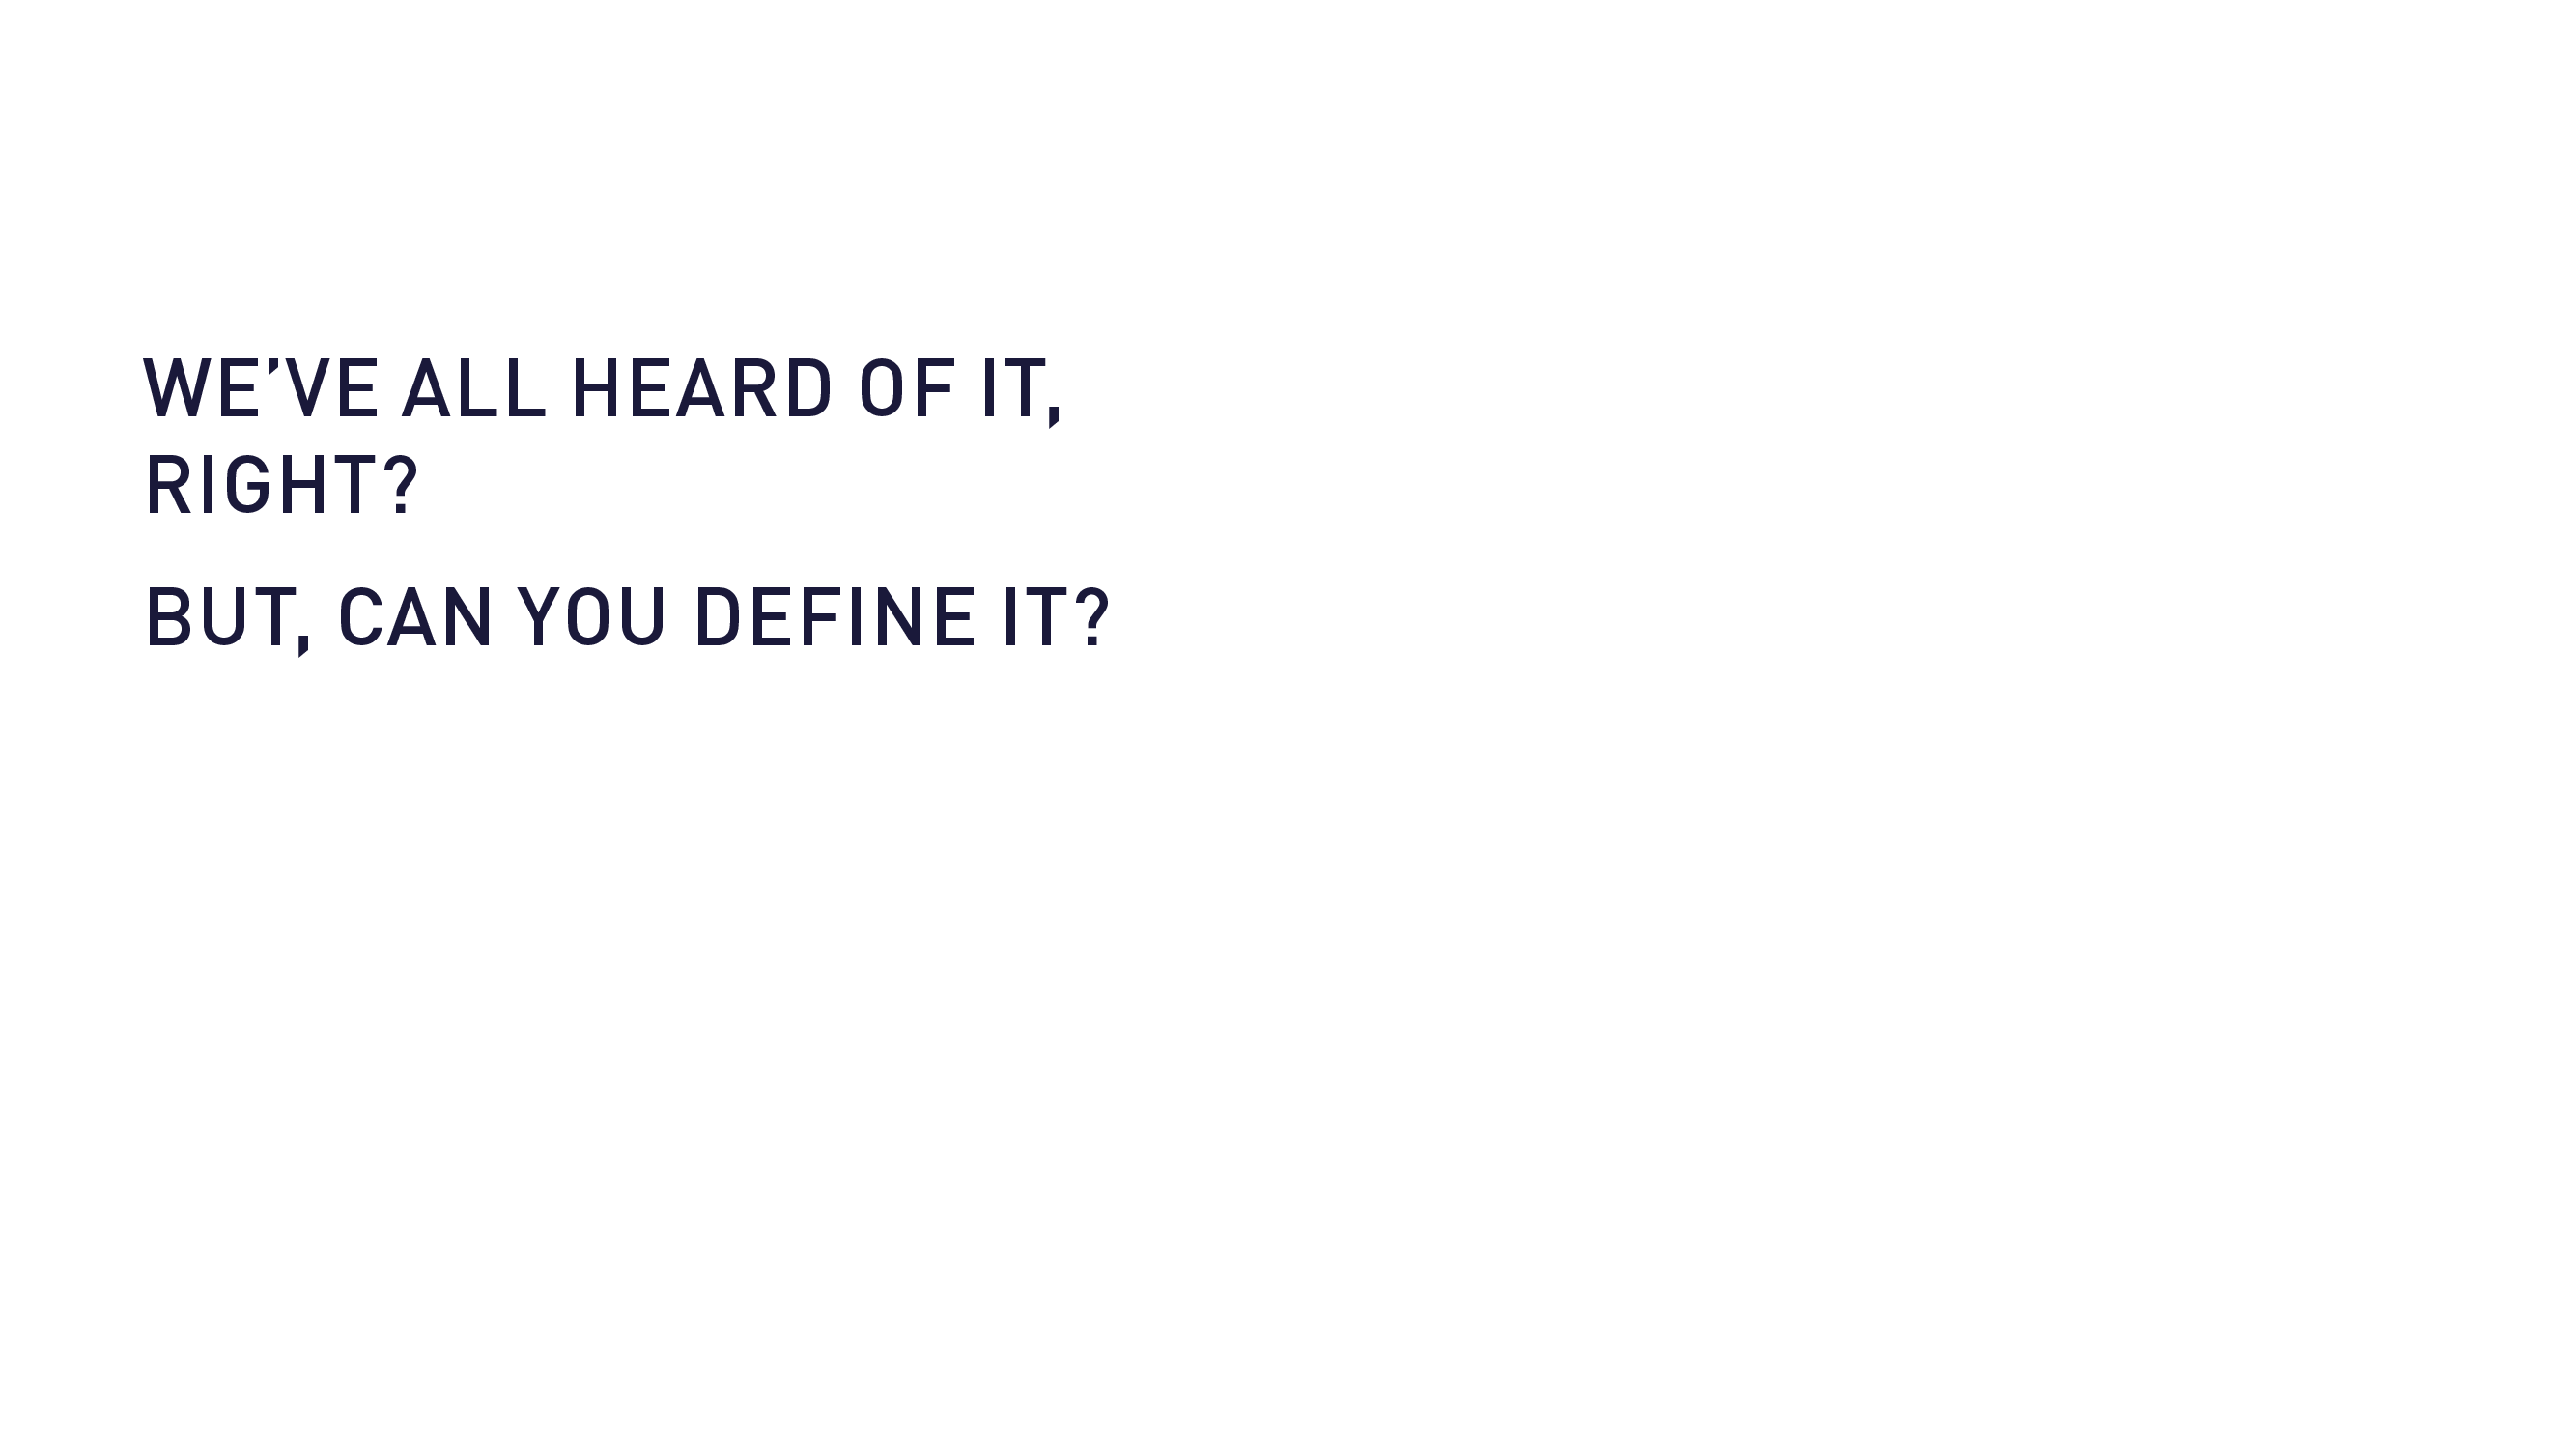 WE’VE ALL HEARD OF IT,
RIGHT?
BUT, CAN YOU DEFINE IT?